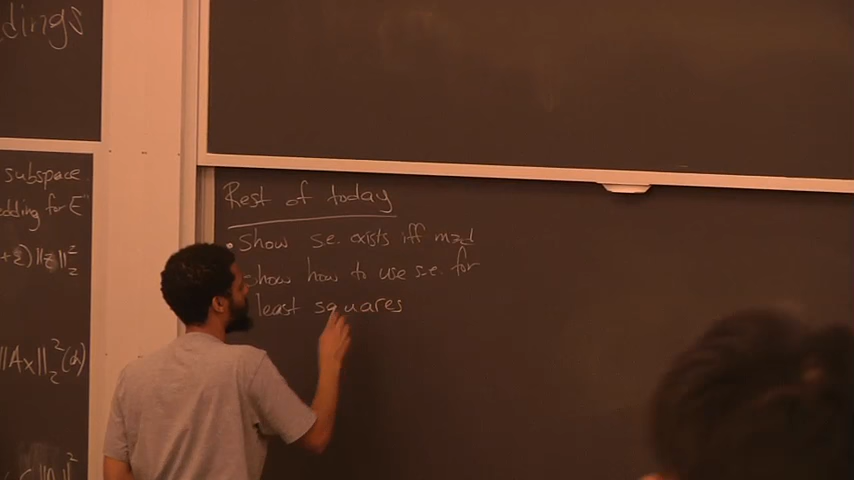 dings
subspace
edding for E"
+ε)||z||₂²
||Ax||₂² (α)
Rest of today
• Show s.e. exists iff m≥d
show how to use s.e. for
least squares